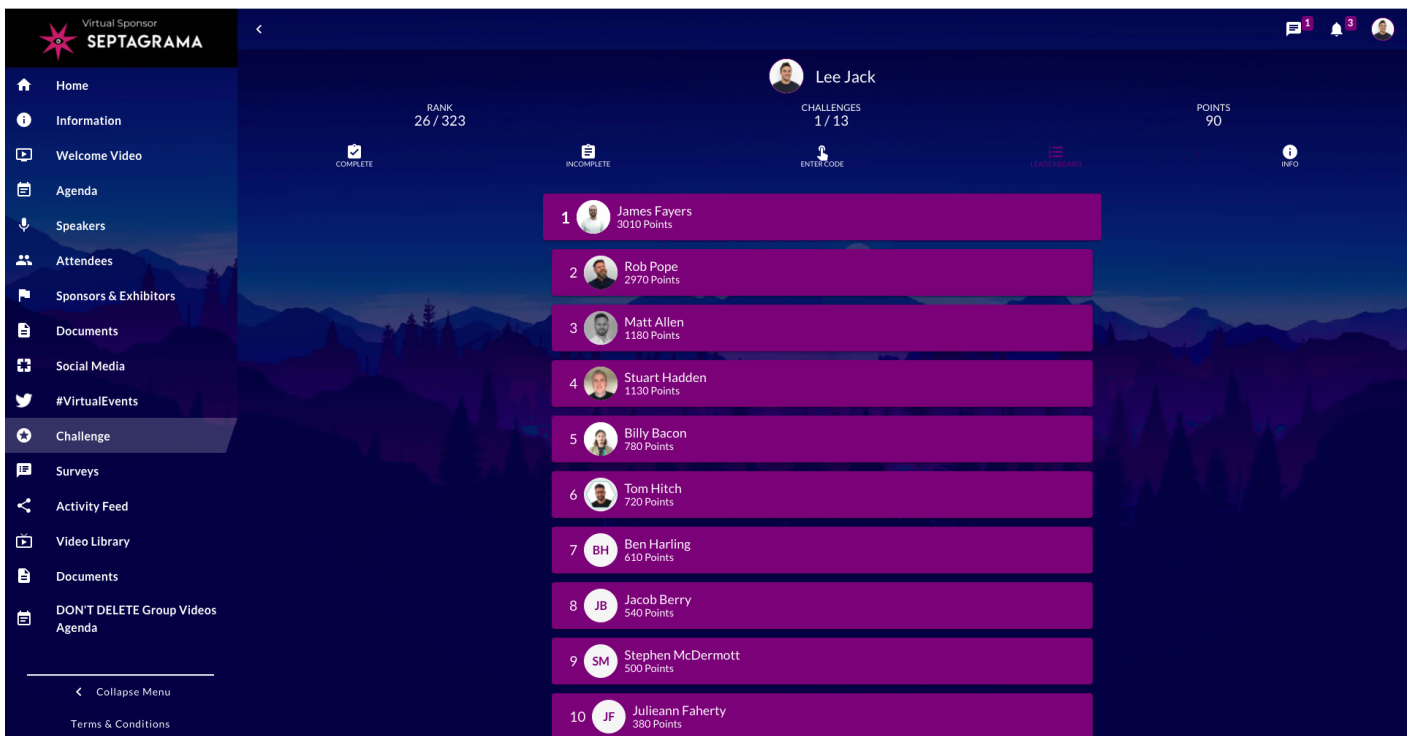 Virtual Sponsor
SEPTAGRAMA
1
3
Home
Information
Welcome Video
Agenda
Speakers
Attendees
Sponsors & Exhibitors
Documents
Social Media
#VirtualEvents
Challenge
Surveys
Activity Feed
Video Library
Documents
DON'T DELETE Group Videos
Agenda
Collapse Menu
Terms & Conditions
Lee Jack
RANK
26 / 323
CHALLENGES
1 / 13
POINTS
90
COMPLETE
INCOMPLETE
ENTER CODE
LEADERBOARD
INFO
1 James Fayers
3010 Points
2 Rob Pope
2970 Points
3 Matt Allen
1180 Points
4 Stuart Hadden
1130 Points
5 Billy Bacon
780 Points
6 Tom Hitch
720 Points
7 BH Ben Harling
610 Points
8 JB Jacob Berry
540 Points
9 SM Stephen McDermott
500 Points
10 JF Julieann Faherty
380 Points